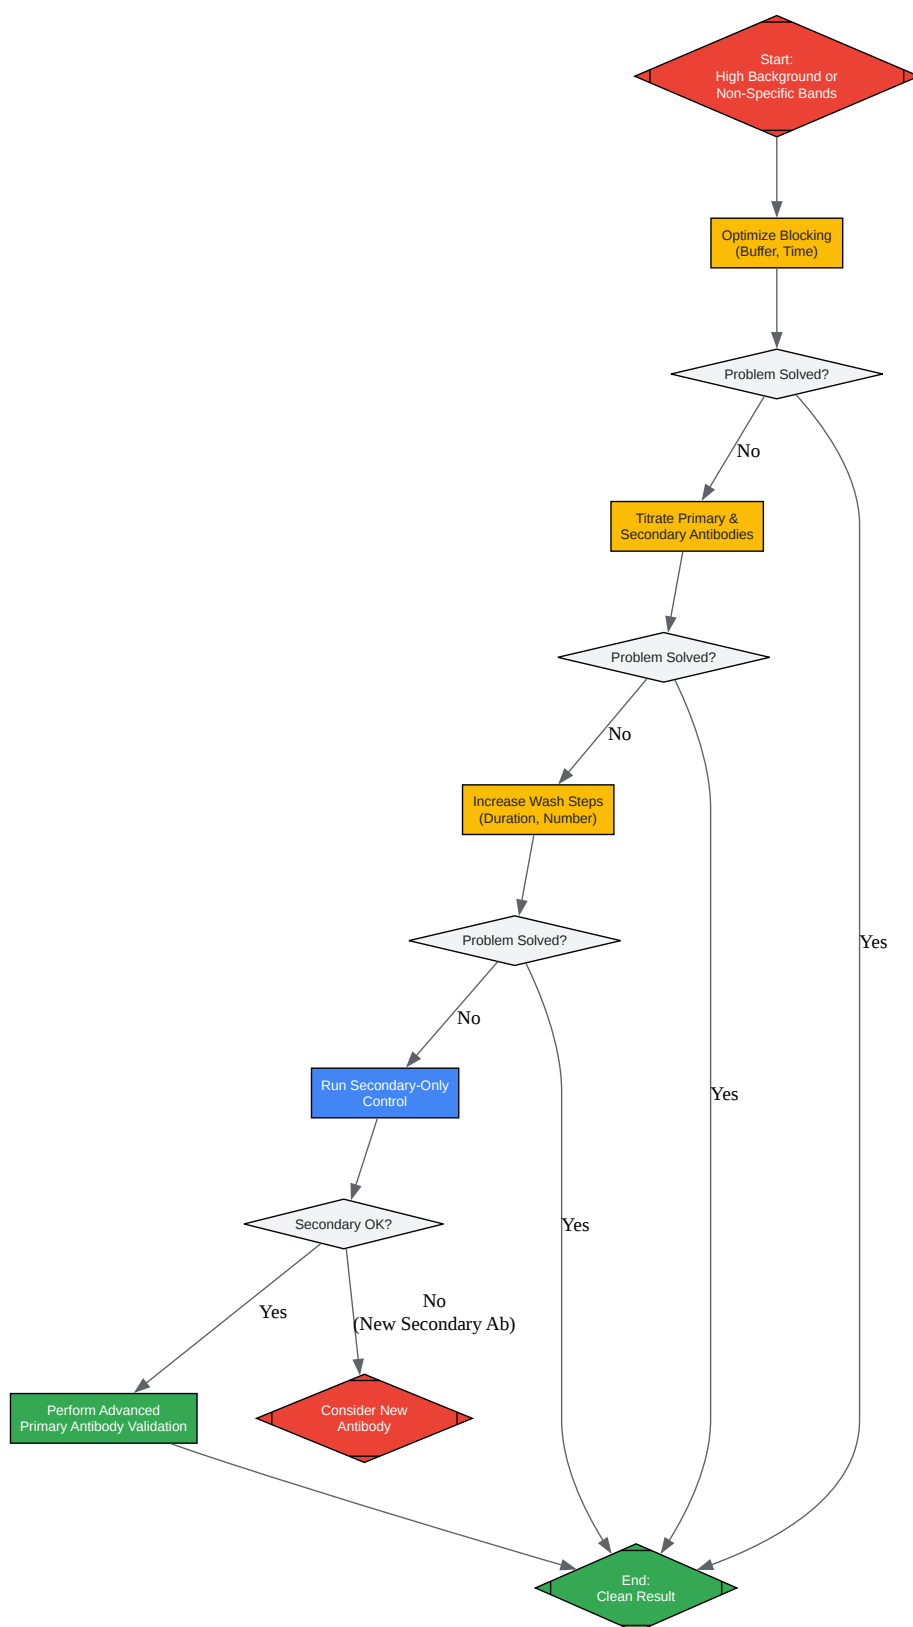 Start:
High Background or
Non-Specific Bands
Optimize Blocking
(Buffer, Time)
Problem Solved?
No
Titrate Primary &
Secondary Antibodies
Problem Solved?
No
Increase Wash Steps
(Duration, Number)
Problem Solved?
Yes
No
Run Secondary-Only
Control
Yes
Secondary OK?
Yes
Yes
No
(New Secondary Ab)
Perform Advanced
Primary Antibody Validation
Consider New
Antibody
End:
Clean Result